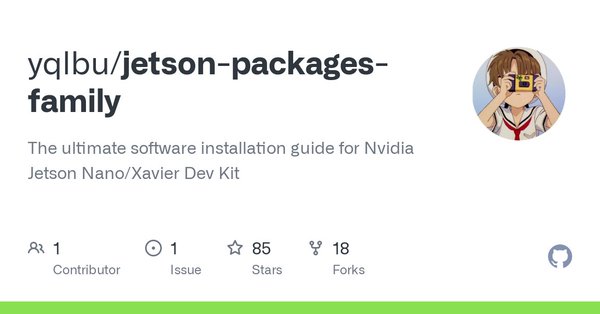 yqlbu/jetson-packages-
family
The ultimate software installation guide for Nvidia
Jetson Nano/Xavier Dev Kit
1 1 85 18
Contributor Issue Stars Forks